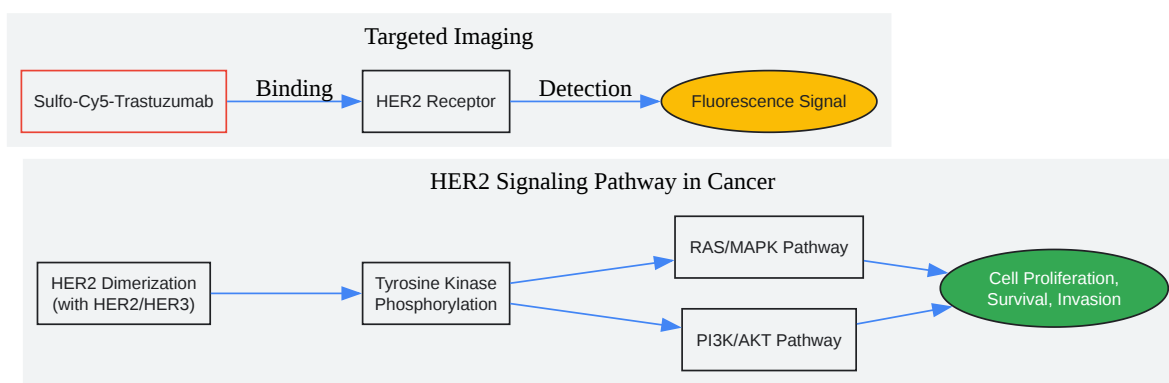 Targeted Imaging
Sulfo-Cy5-Trastuzumab
Binding
HER2 Receptor
Detection
Fluorescence Signal
HER2 Signaling Pathway in Cancer
HER2 Dimerization
(with HER2/HER3)
Tyrosine Kinase
Phosphorylation
RAS/MAPK Pathway
PI3K/AKT Pathway
Cell Proliferation,
Survival, Invasion